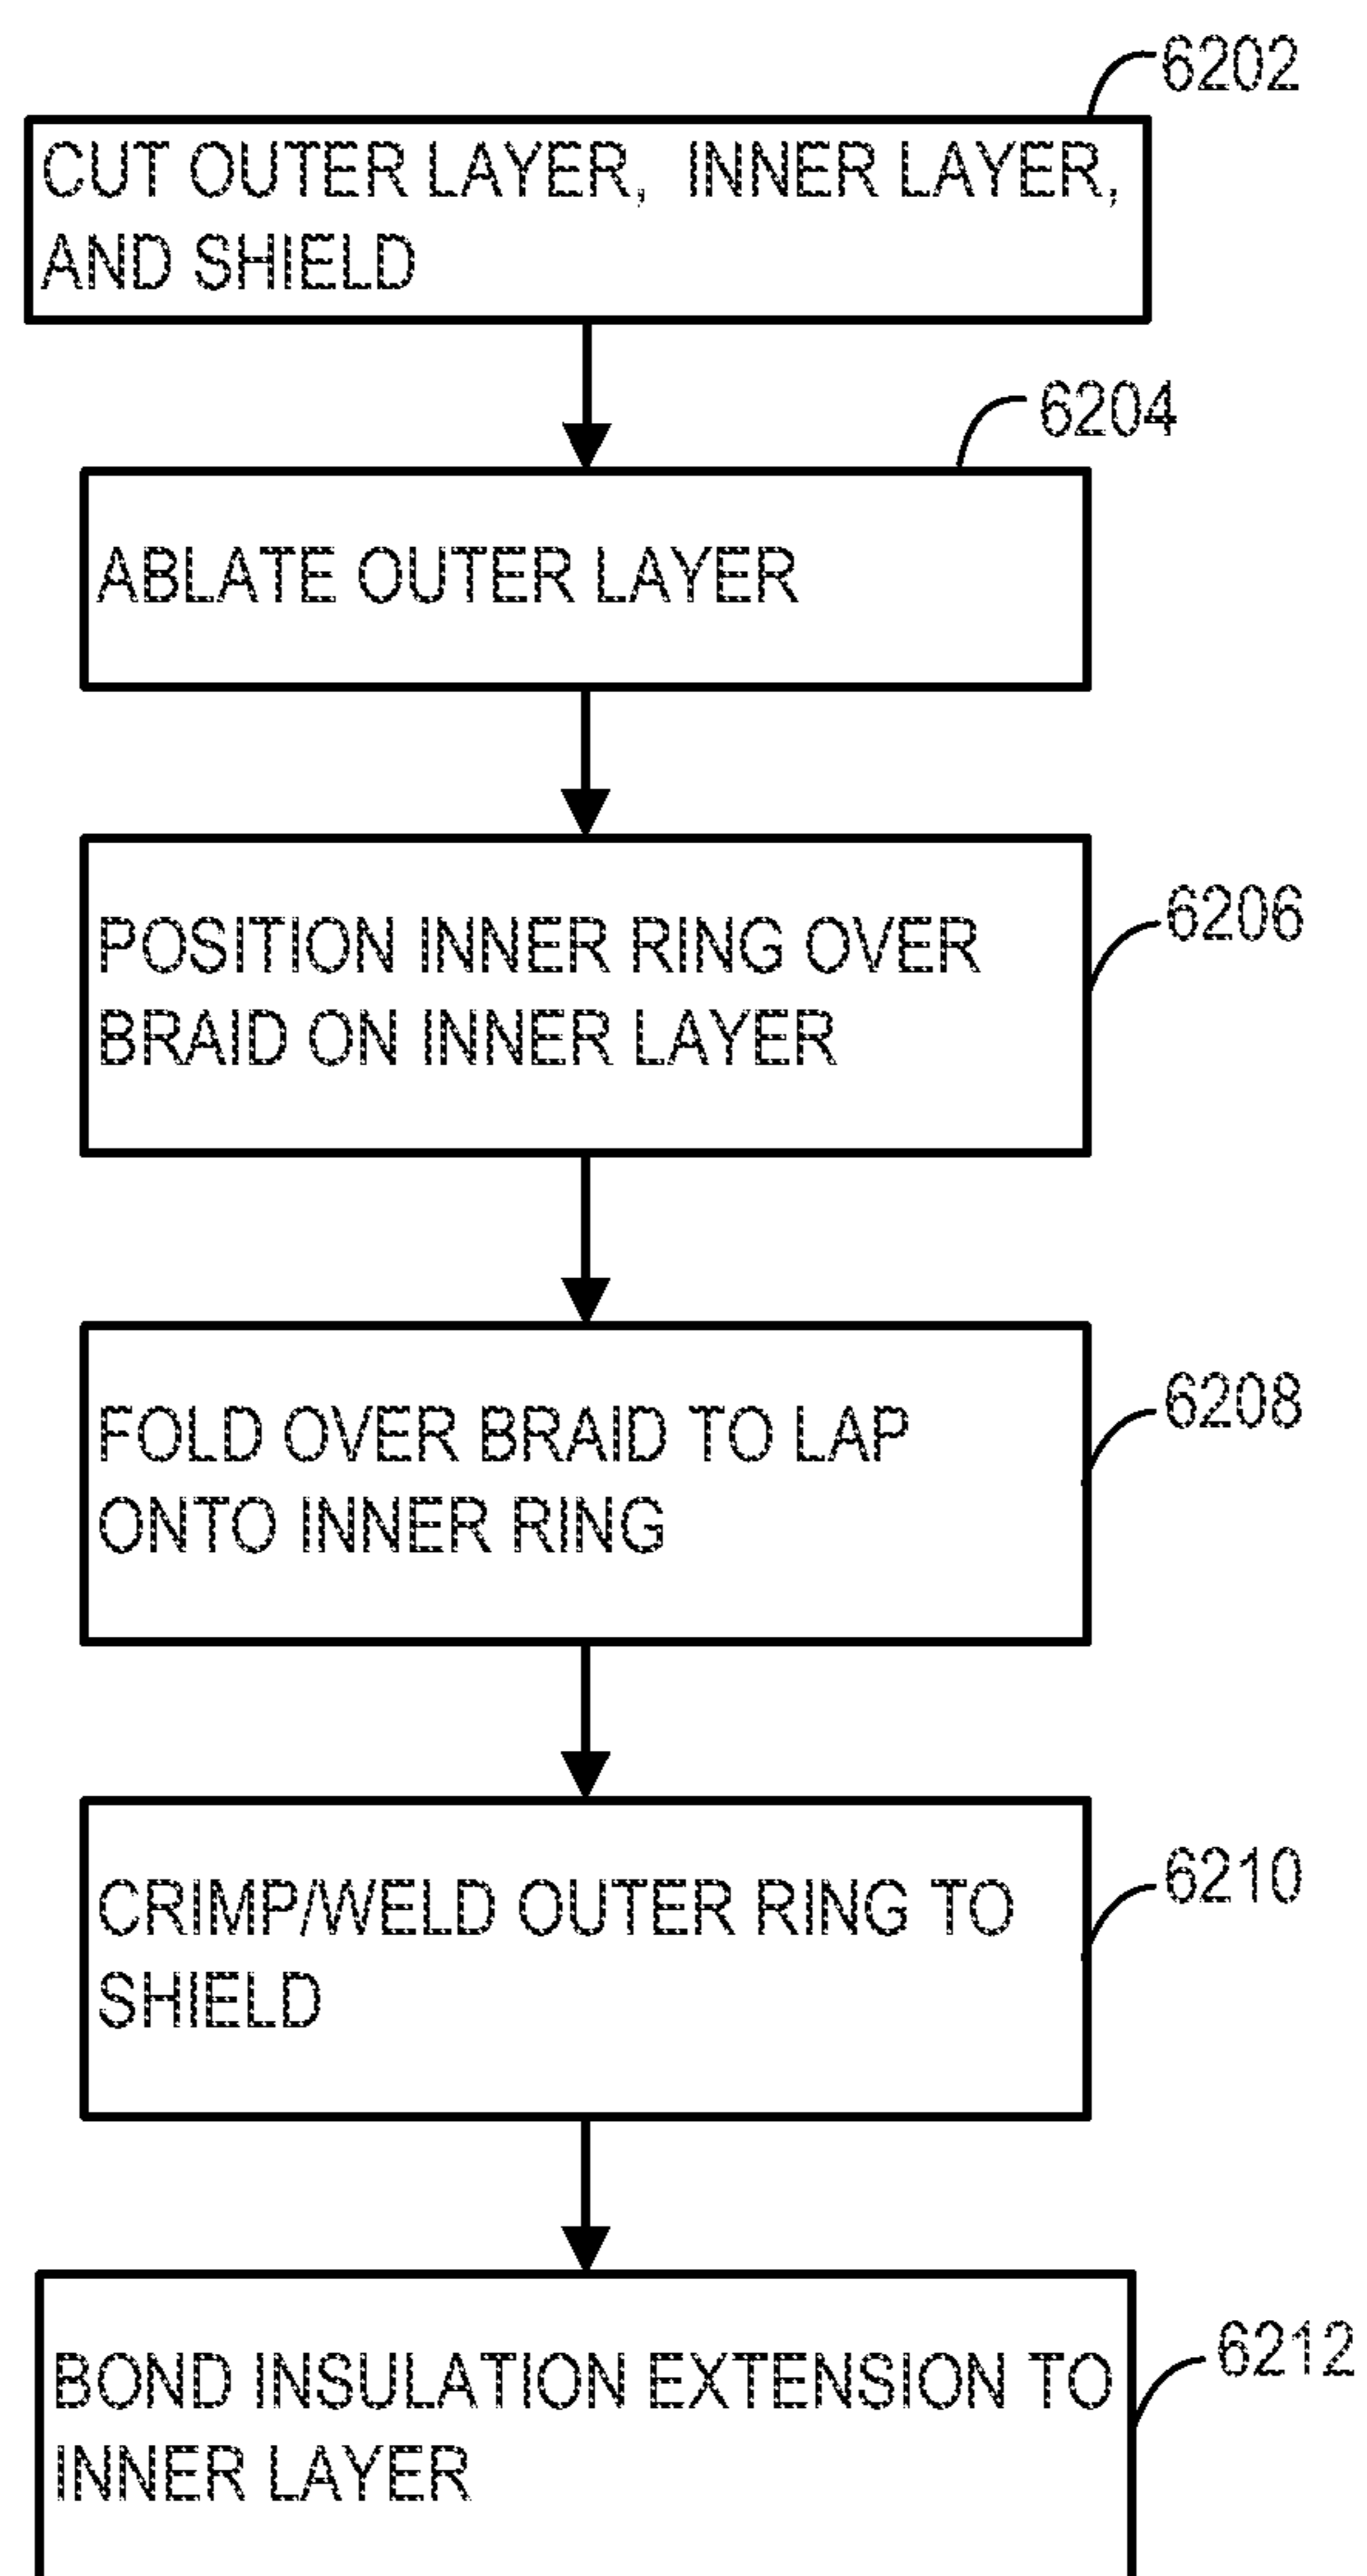 6202
CUT OUTER LAYER, INNER LAYER,
AND SHIELD
6204
ABLATE OUTER LAYER
6206
POSITION INNER RING OVER
BRAID ON INNER LAYER
6208
FOLD OVER BRAID TO LAP
ONTO INNER RING
6210
CRIMP/WELD OUTER RING TO
SHIELD
6212
BOND INSULATION EXTENSION TO
INNER LAYER